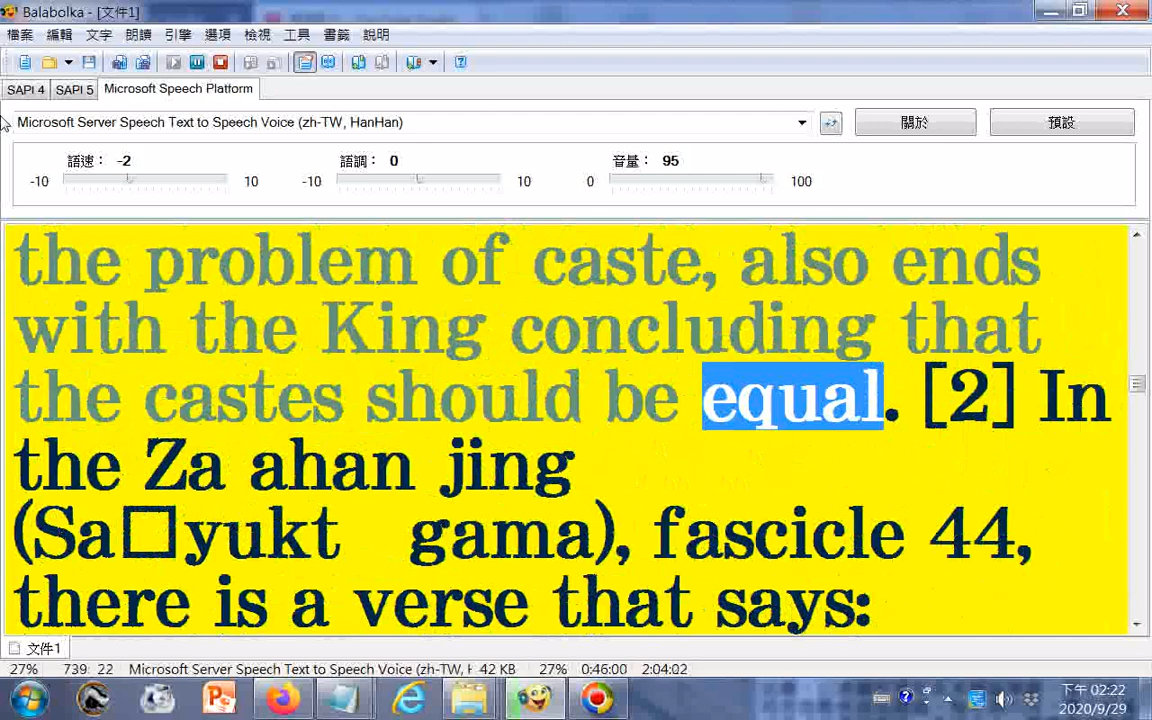 Balabolka - [文件1]
檔案 編輯 文字 朗讀 引擎 選項 檢視 工具 書籤 說明
SAPI 4 SAPI 5 Microsoft Speech Platform
Microsoft Server Speech Text to Speech Voice (zh-TW, HanHan) 關於 預設
語速： -2 語調： 0 音量： 95
-10 10 -10 10 0 100
the problem of caste, also ends
with the King concluding that
the castes should be equal. [2] In
the Za ahan jing
(Sa□yukt gama), fascicle 44,
there is a verse that says:
文件1
27% 739: 22 Microsoft Server Speech Text to Speech Voice (zh-TW, H 42 KB 27% 0:46:00 2:04:02
下午 02:22
2020/9/29